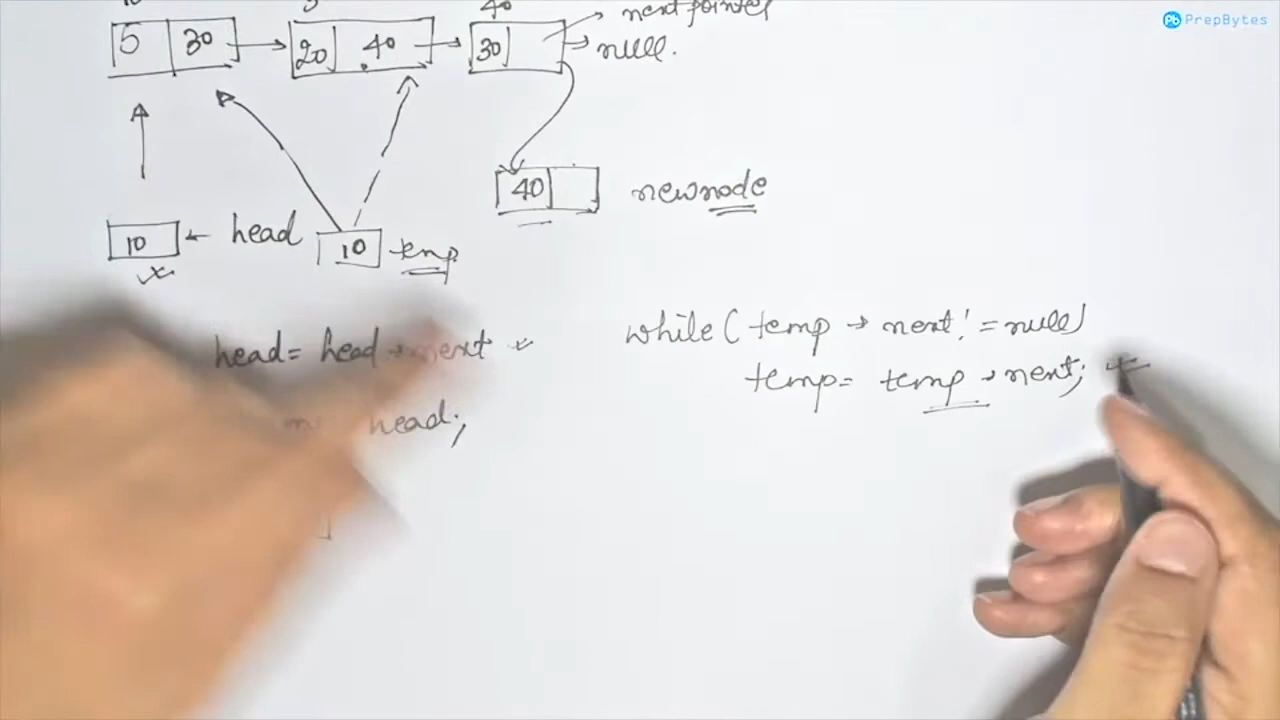 40
next pointer
PrepBytes
5 30 20 40 30 null.
40 newnode
10 head 10 temp
head = head → next while ( temp → next! = null)
temp = temp → next;
head;